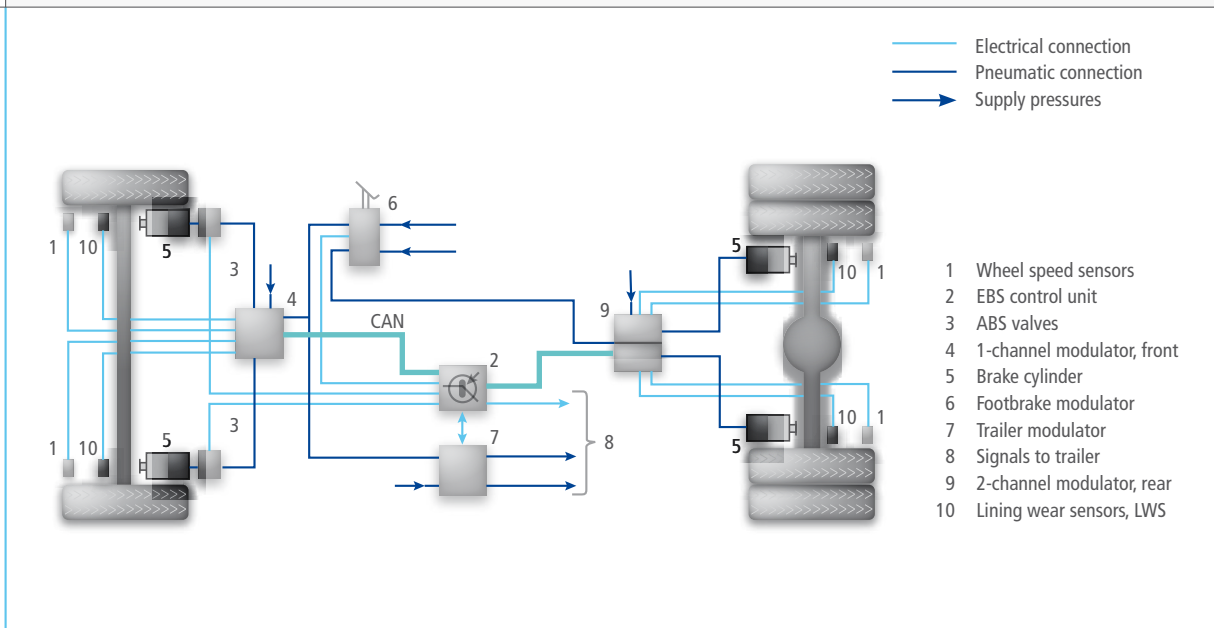 Electrical connection
Pneumatic connection
Supply pressures
6
5
1
10
3
4
9
5
10
1
CAN
2
1 Wheel speed sensors
2 EBS control unit
3 ABS valves
4 1-channel modulator, front
5 Brake cylinder
6 Footbrake modulator
7 Trailer modulator
8 Signals to trailer
9 2-channel modulator, rear
10 Lining wear sensors, LWS
1
10
5
3
7
8
5
10
1